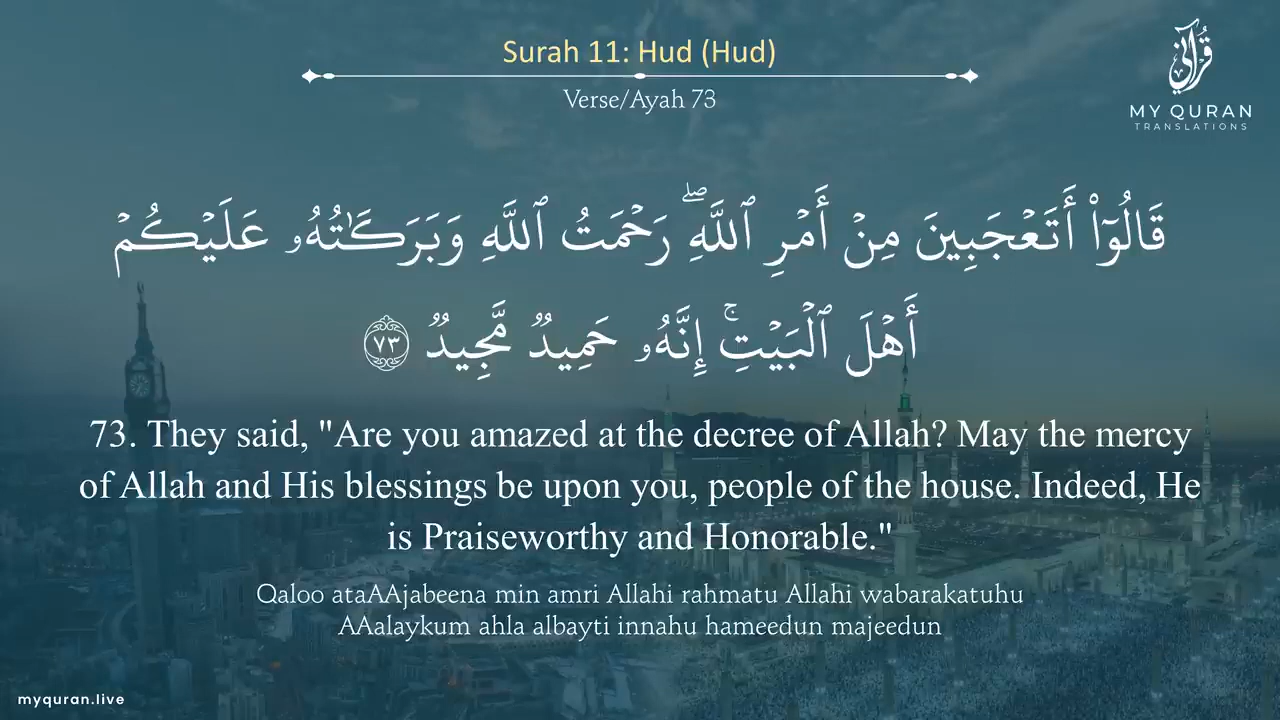 Surah 11: Hud (Hud)
Verse/Ayah 73
قرآني
MY QURAN
TRANSLATIONS
قَالُوٓا۟ أَتَعْجَبِينَ مِنْ أَمْرِ ٱللَّهِ ۖ رَحْمَتُ ٱللَّهِ وَبَرَكَـٰتُهُۥ عَلَيْكُمْ
أَهْلَ ٱلْبَيْتِ ۚ إِنَّهُۥ حَمِيدٌ مَّجِيدٌ ٧٣
73. They said, "Are you amazed at the decree of Allah? May the mercy
of Allah and His blessings be upon you, people of the house. Indeed, He
is Praiseworthy and Honorable."
Qaloo ataAAjabeena min amri Allahi rahmatu Allahi wabarakatuhu
AAalaykum ahla albayti innahu hameedun majeedun
myquran.live